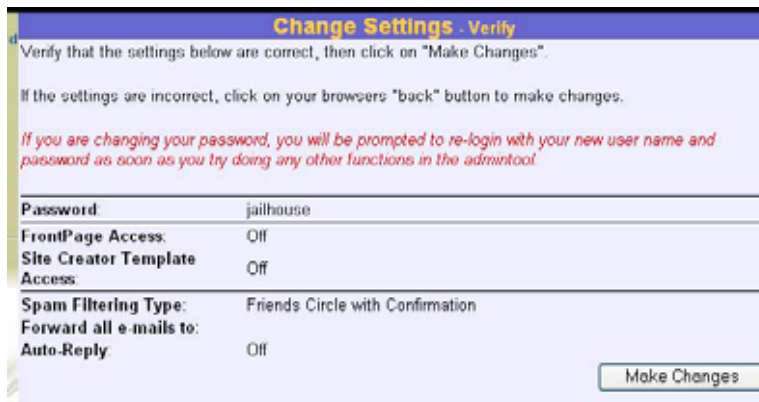 d
Change Settings - Verify
Verify that the settings below are correct, then click on "Make Changes".
If the settings are incorrect, click on your browsers "back" button to make changes.
If you are changing your password, you will be prompted to re-login with your new user name and
password as soon as you try doing any other functions in the admintool
Password: jailhouse
FrontPage Access: Off
Site Creator Template
Access: Off
Spam Filtering Type: Friends Circle with Confirmation
Forward all e-mails to:
Auto-Reply: Off
Make Changes